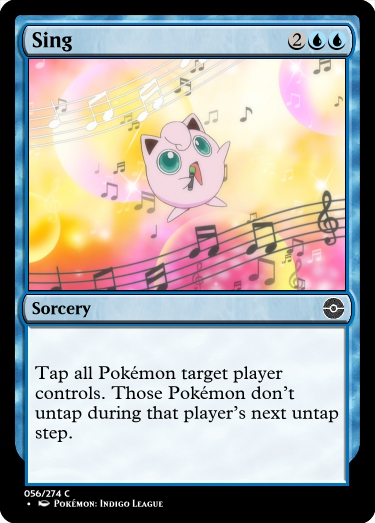 Sing 2
Sorcery
Tap all Pokémon target player
controls. Those Pokémon don't
untap during that player's next untap
step.
056/274 C
• Pokémon: Indigo League